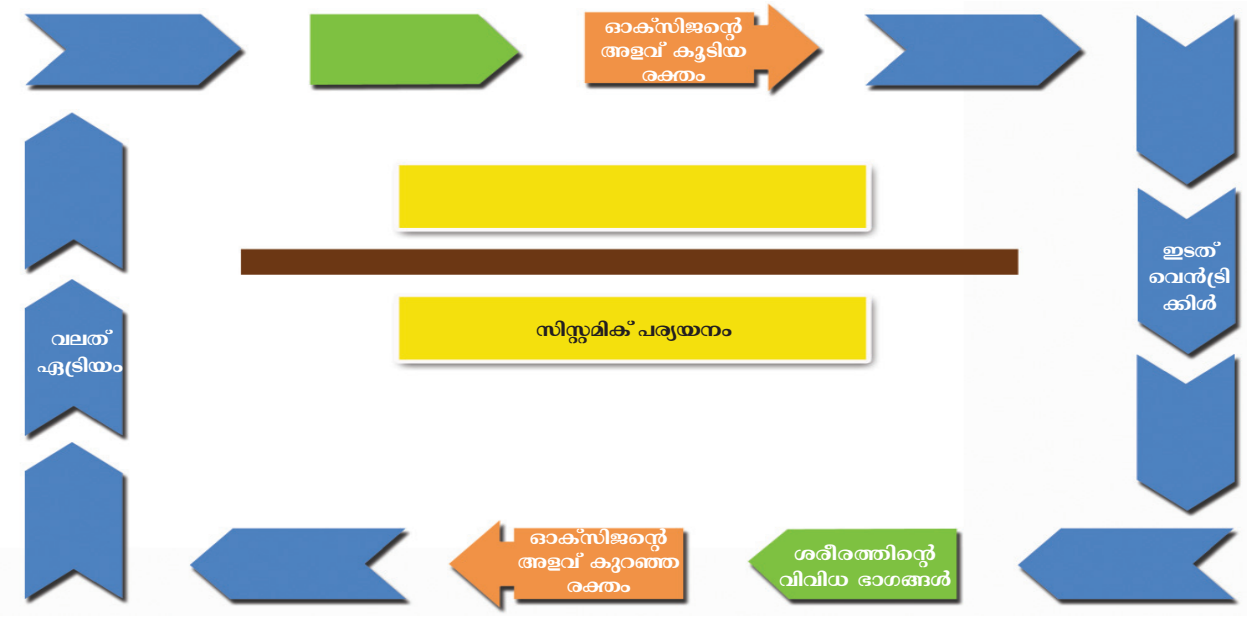 ഓക്സിജന്റെ
അളവ് കൂടിയ
രക്തം
ഇടത്
വെൻട്രി
ക്കിൾ
സിസ്റ്റമിക് പര്യയനം
വലത്
ഏട്രിയം
ഓക്സിജന്റെ
അളവ് കുറഞ്ഞ
രക്തം
ശരീരത്തിന്റെ
വിവിധ ഭാഗങ്ങൾ